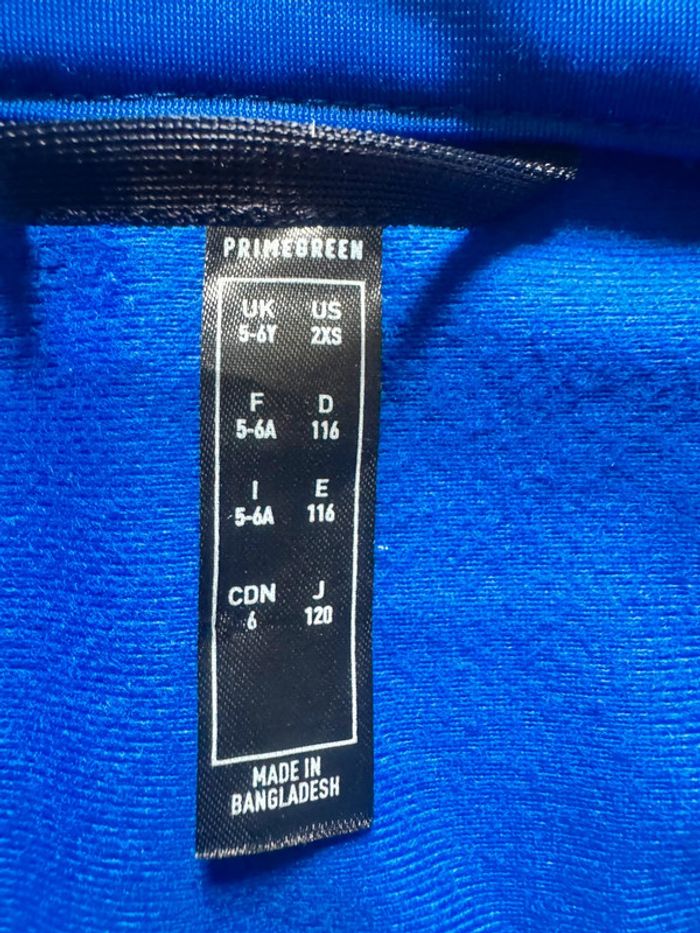 PRIMEGREEN
UK US
5-6Y 2XS
F D
5-6A 116
I E
5-6A 116
CDN J
6 120
MADE IN
BANGLADESH